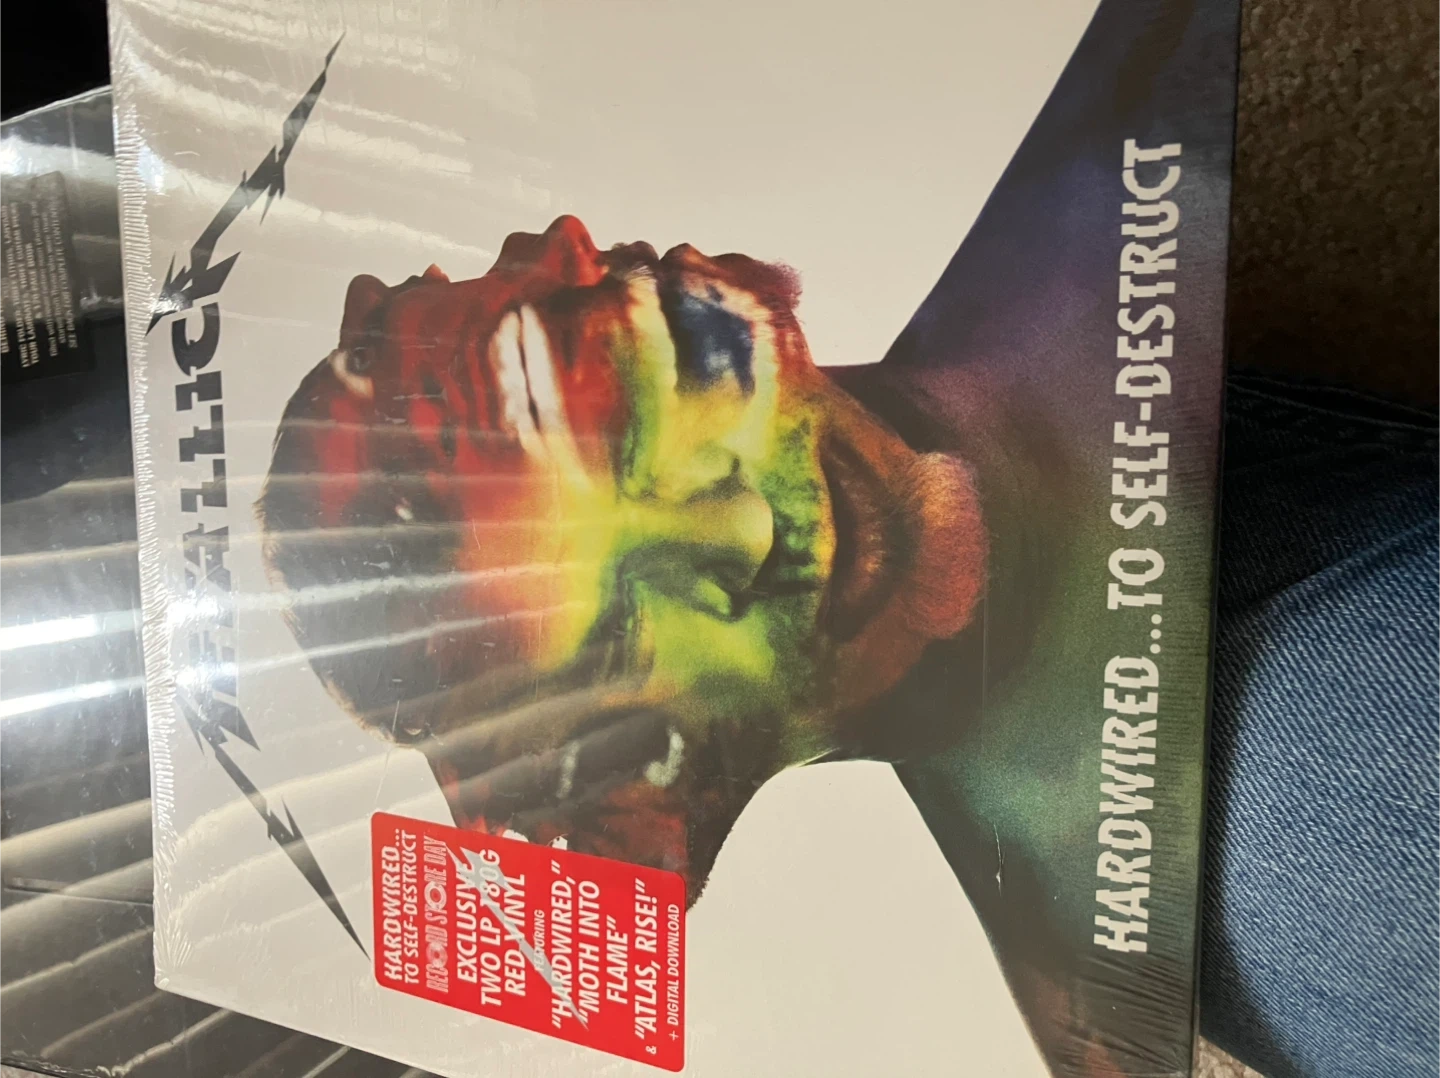 METALLICA
HARDWIRED...TO SELF-DESTRUCT
HARDWIRED...
TO SELF-DESTRUCT
RECORD STORE DAY
EXCLUSIVE
TWO LP 180G
RED VINYL
FEATURING
"HARDWIRED,"
"MOTH INTO
FLAME"
& "ATLAS, RISE!"
+ DIGITAL DOWNLOAD